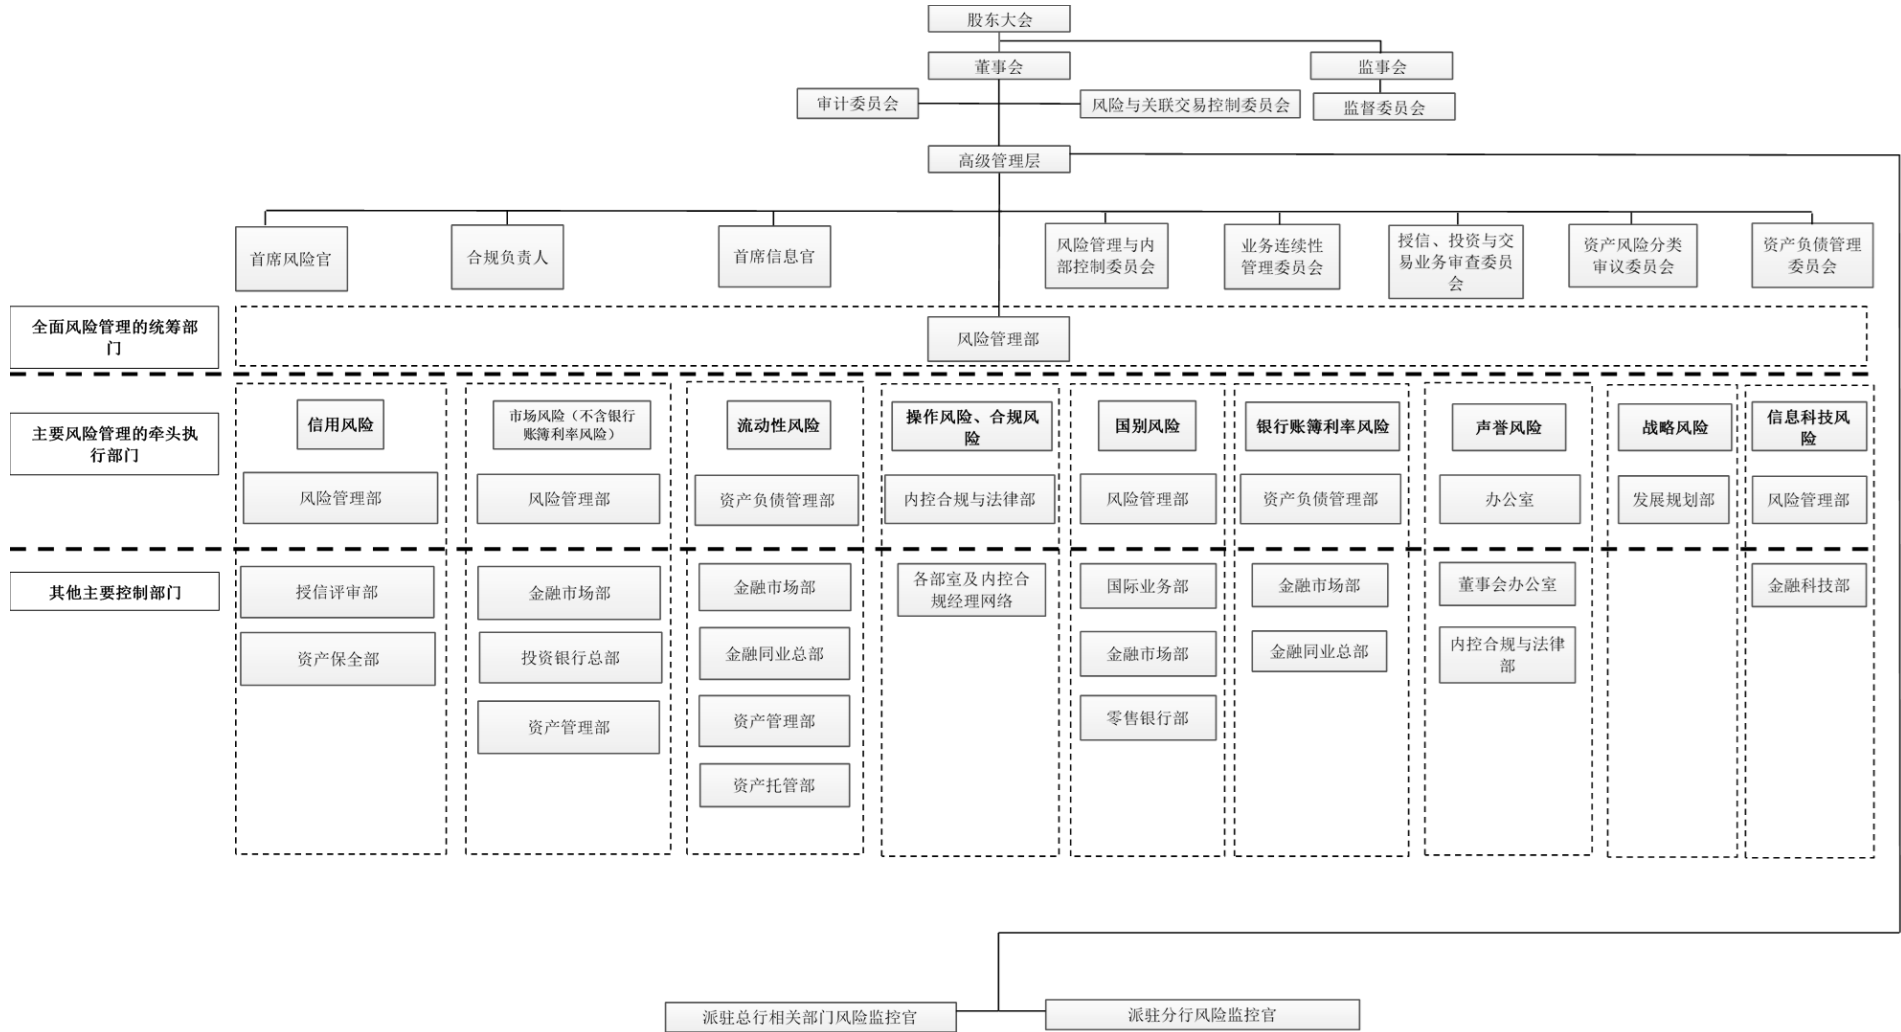 股东大会
董事会
监事会
审计委员会
风险与关联交易控制委员会
监督委员会
高级管理层
首席风险官
合规负责人
首席信息官
风险管理与内
部控制委员会
业务连续性
管理委员会
授信、投资与交
易业务审查委员
会
资产风险分类
审议委员会
资产负债管理
委员会
全面风险管理的统筹部
门
风险管理部
主要风险管理的牵头执
行部门
信用风险
市场风险（不含银行
账簿利率风险）
流动性风险
操作风险、合规风
险
国别风险
银行账簿利率风险
声誉风险
战略风险
信息科技风
险
风险管理部
风险管理部
资产负债管理部
内控合规与法律部
风险管理部
资产负债管理部
办公室
发展规划部
风险管理部
其他主要控制部门
授信评审部
金融市场部
金融市场部
各部室及内控合
规经理网络
国际业务部
金融市场部
董事会办公室
金融科技部
资产保全部
投资银行总部
金融同业总部
金融市场部
金融同业总部
内控合规与法律
部
资产管理部
资产管理部
零售银行部
资产托管部
派驻总行相关部门风险监控官
派驻分行风险监控官